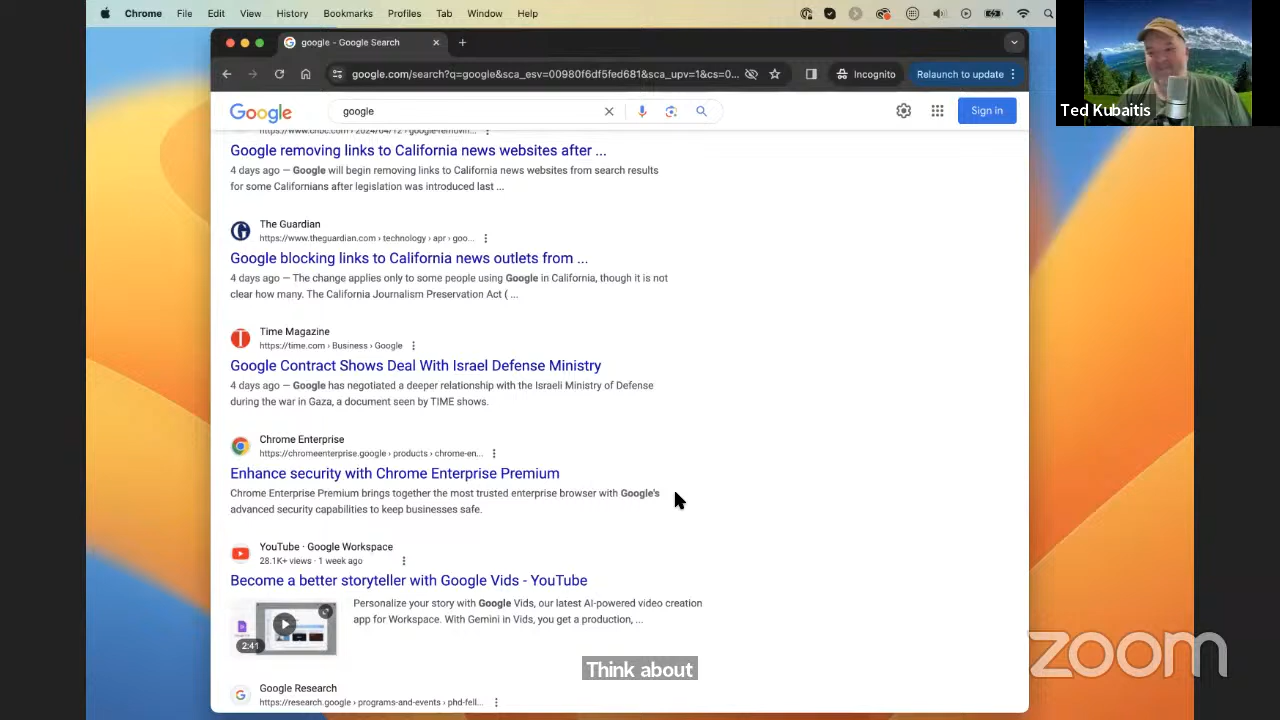 Chrome File Edit View History Bookmarks Profiles Tab Window Help
google - Google Search
google.com/search?q=google&sca_esv=00980f6df5fed681&sca_upv=1&cs=0...
Incognito
Relaunch to update
Ted Kubaitis
Google
google
Sign in
https://www.cnbc.com › 2024/04/12 › google-removin...
Google removing links to California news websites after ...
4 days ago — Google will begin removing links to California news websites from search results
for some Californians after legislation was introduced last ...
The Guardian
https://www.theguardian.com › technology › apr › goo...
Google blocking links to California news outlets from ...
4 days ago — The change applies only to some people using Google in California, though it is not
clear how many. The California Journalism Preservation Act ( ...
Time Magazine
https://time.com › Business › Google
Google Contract Shows Deal With Israel Defense Ministry
4 days ago — Google has negotiated a deeper relationship with the Israeli Ministry of Defense
during the war in Gaza, a document seen by TIME shows.
Chrome Enterprise
https://chromeenterprise.google › products › chrome-en...
Enhance security with Chrome Enterprise Premium
Chrome Enterprise Premium brings together the most trusted enterprise browser with Google's
advanced security capabilities to keep businesses safe.
YouTube · Google Workspace
28.1K+ views · 1 week ago
Become a better storyteller with Google Vids - YouTube
Personalize your story with Google Vids, our latest AI-powered video creation
app for Workspace. With Gemini in Vids, you get a production, ...
2:41
Think about
zoom
Google Research
https://research.google › programs-and-events › phd-fell...